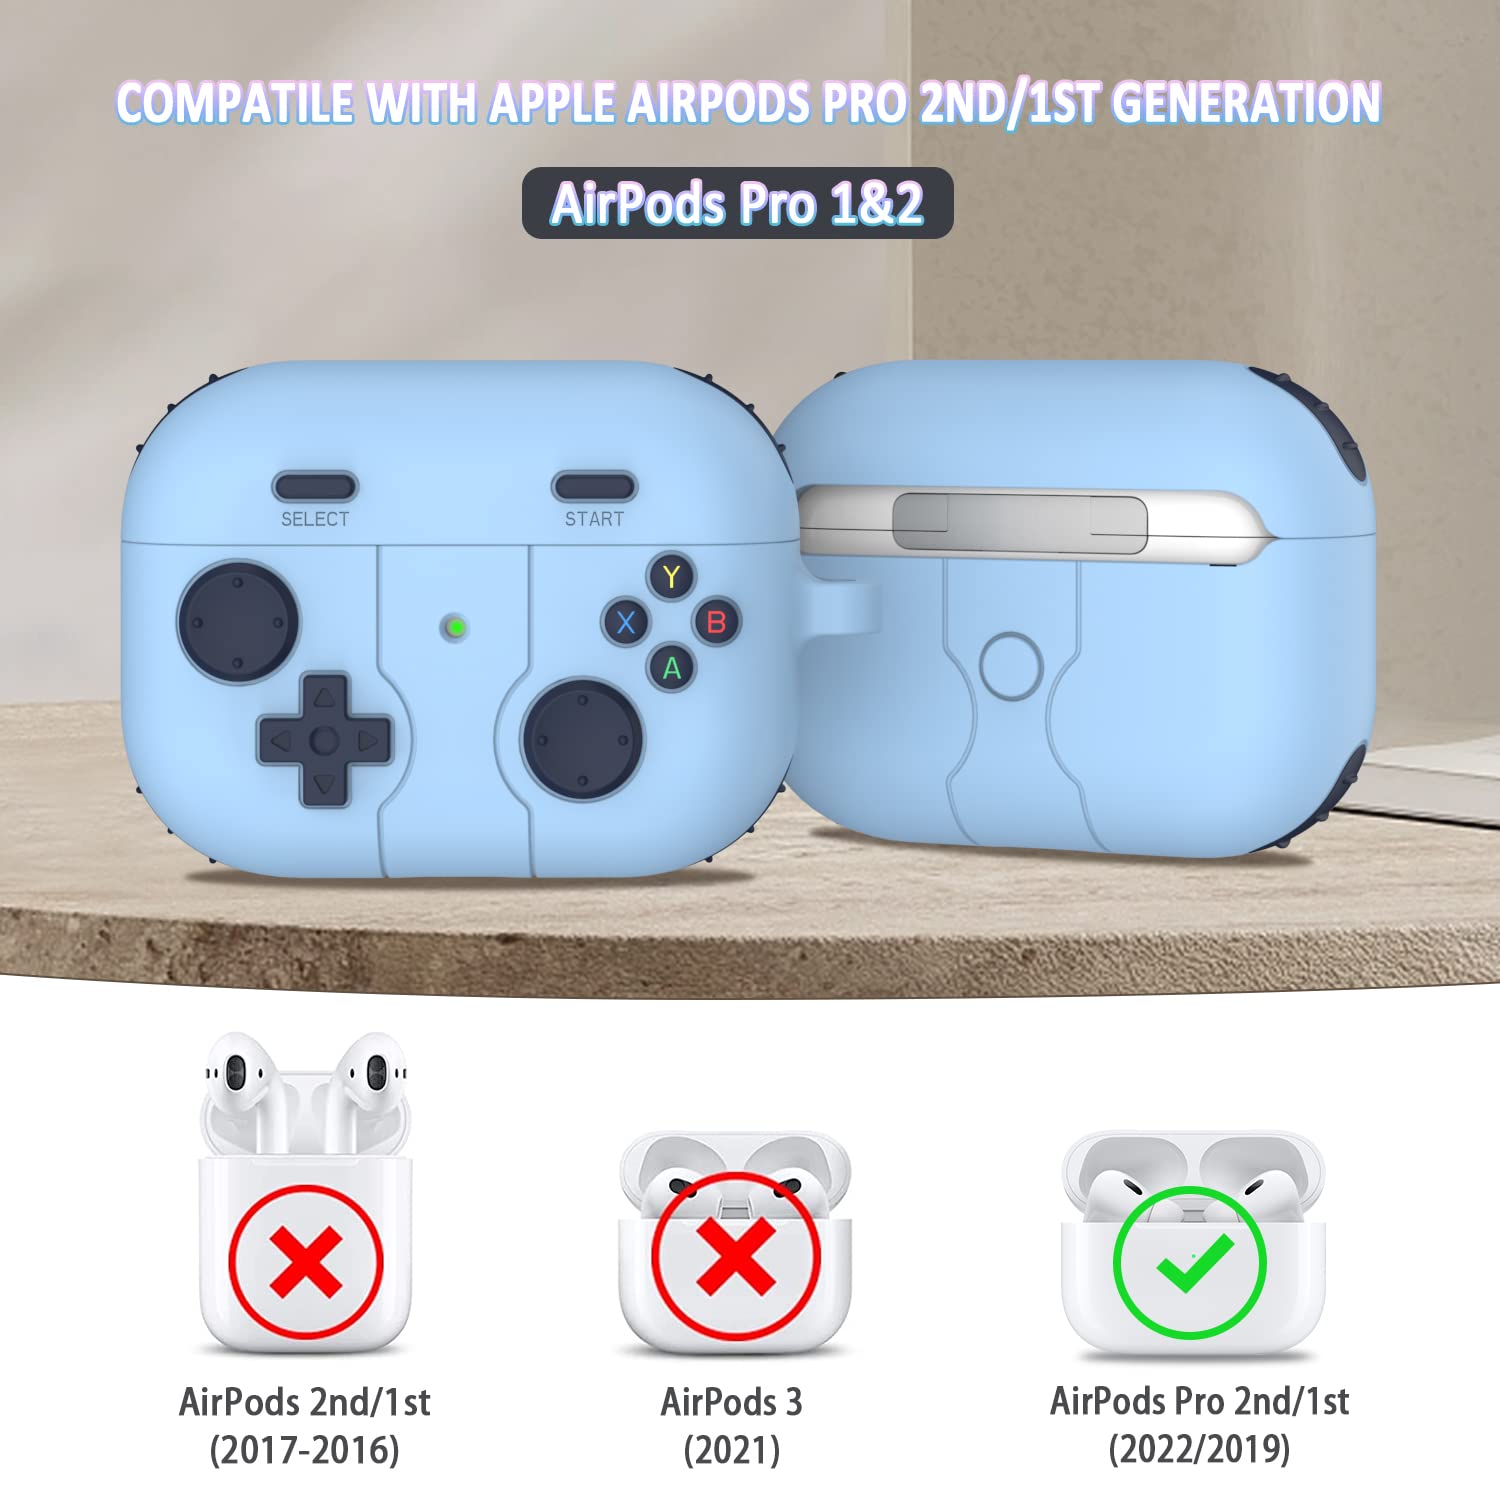 COMPATILE WITH APPLE AIRPODS PRO 2ND/1ST GENERATION
AirPods Pro 1&2
SELECT
START
Y
X
B
A
AirPods 2nd/1st
(2017-2016)
AirPods 3
(2021)
AirPods Pro 2nd/1st
(2022/2019)